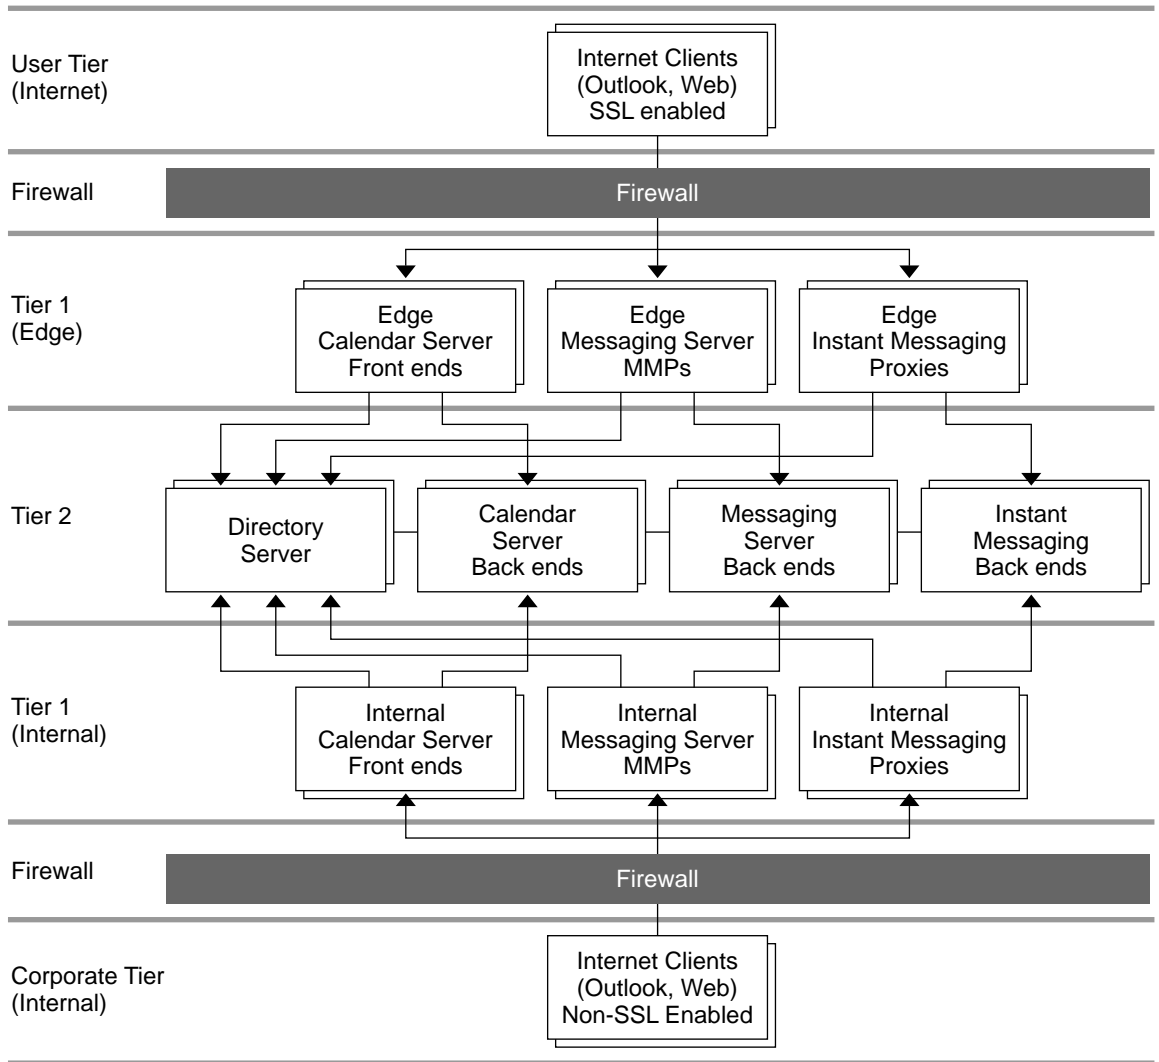 User Tier
(Internet)
Internet Clients
(Outlook, Web)
SSL enabled
Firewall
Firewall
Tier 1
(Edge)
Edge
Calendar Server
Front ends
Edge
Messaging Server
MMPs
Edge
Instant Messaging
Proxies
Tier 2
Directory
Server
Calendar
Server
Back ends
Messaging
Server
Back ends
Instant
Messaging
Back ends
Tier 1
(Internal)
Internal
Calendar Server
Front ends
Internal
Messaging Server
MMPs
Internal
Instant Messaging
Proxies
Firewall
Firewall
Corporate Tier
(Internal)
Internet Clients
(Outlook, Web)
Non-SSL Enabled